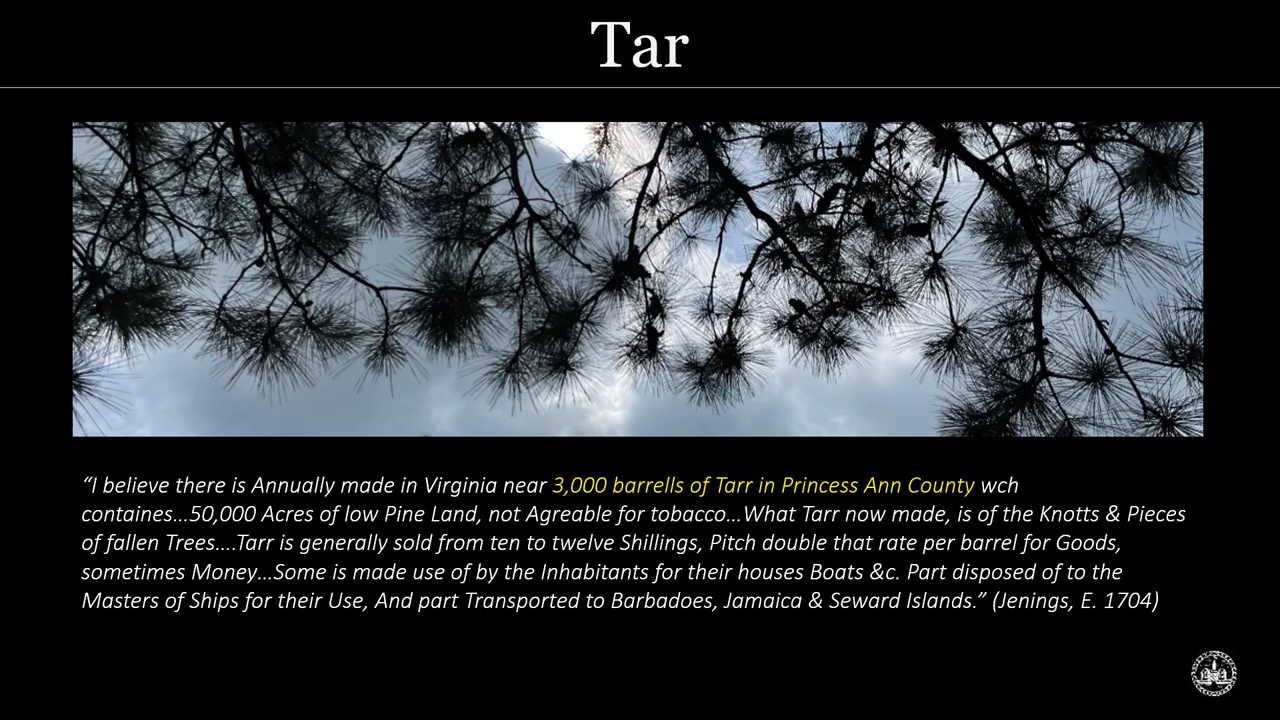 Tar
“I believe there is Annually made in Virginia near 3,000 barrells of Tarr in Princess Ann County wch
containes…50,000 Acres of low Pine Land, not Agreable for tobacco…What Tarr now made, is of the Knotts & Pieces
of fallen Trees….Tarr is generally sold from ten to twelve Shillings, Pitch double that rate per barrel for Goods,
sometimes Money…Some is made use of by the Inhabitants for their houses Boats &c. Part disposed of to the
Masters of Ships for their Use, And part Transported to Barbadoes, Jamaica & Seward Islands.” (Jenings, E. 1704)